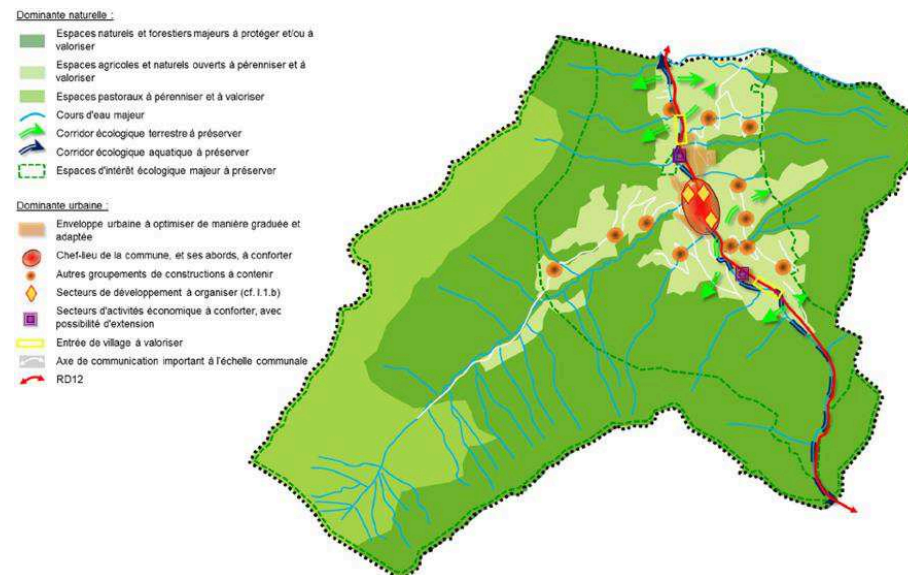 Dominante naturelle :
Espaces naturels et forestiers majeurs à protéger et/ou à
valoriser
Espaces agricoles et naturels ouverts à pérenniser et à
valoriser
Espaces pastoraux à pérenniser et à valoriser
Cours d'eau majeur
Corridor écologique terrestre à préserver
Corridor écologique aquatique à préserver
Espaces d'intérêt écologique majeur à préserver
Dominante urbaine :
Enveloppe urbaine à optimiser de manière graduée et
adaptée
Chef-lieu de la commune, et ses abords, à conforter
Autres groupements de constructions à contenir
Secteurs de développement à organiser (cf. I.1.b)
Secteurs d'activités économique à conforter, avec
possibilité d'extension
Entrée de village à valoriser
Axe de communication important à l'échelle communale
RD12